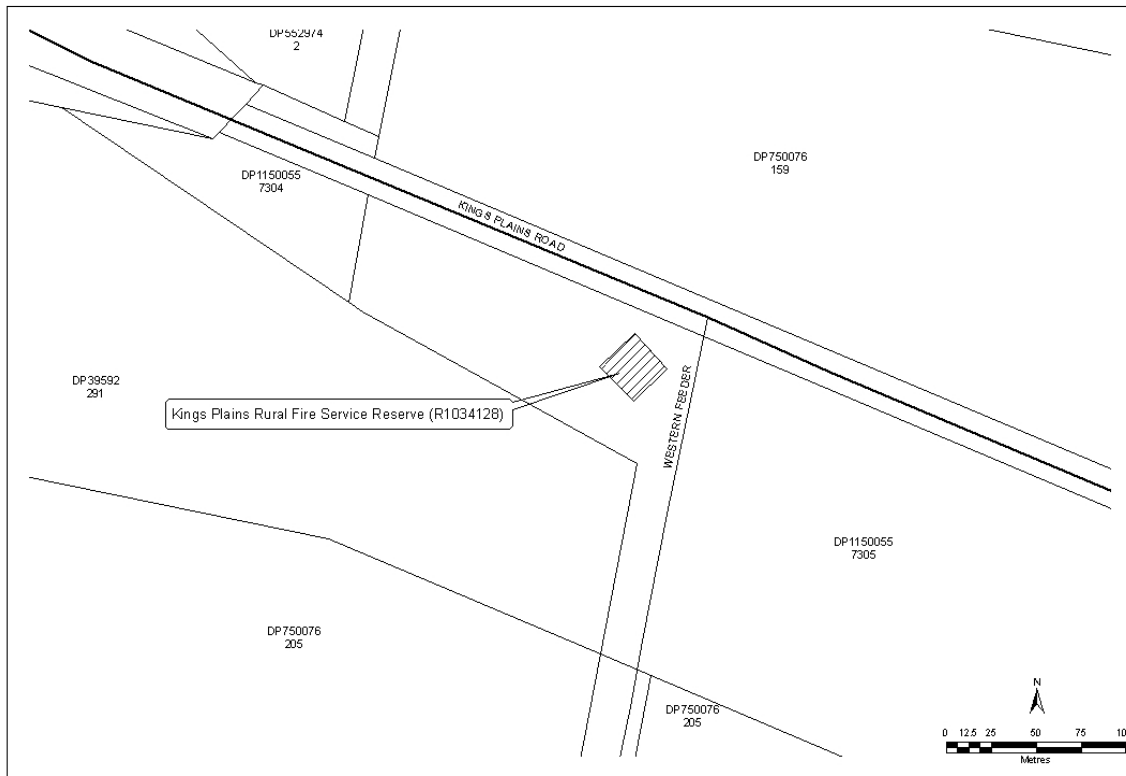 DP552974
2
DP750076
159
DP1150055
7304
KINGS PLAINS ROAD
DP39592
291
Kings Plains Rural Fire Service Reserve (R1034128)
WESTERN FEEDER
DP1150055
7305
DP750076
205
DP750076
205
N
0 12.5 25 50 75 10
Metres